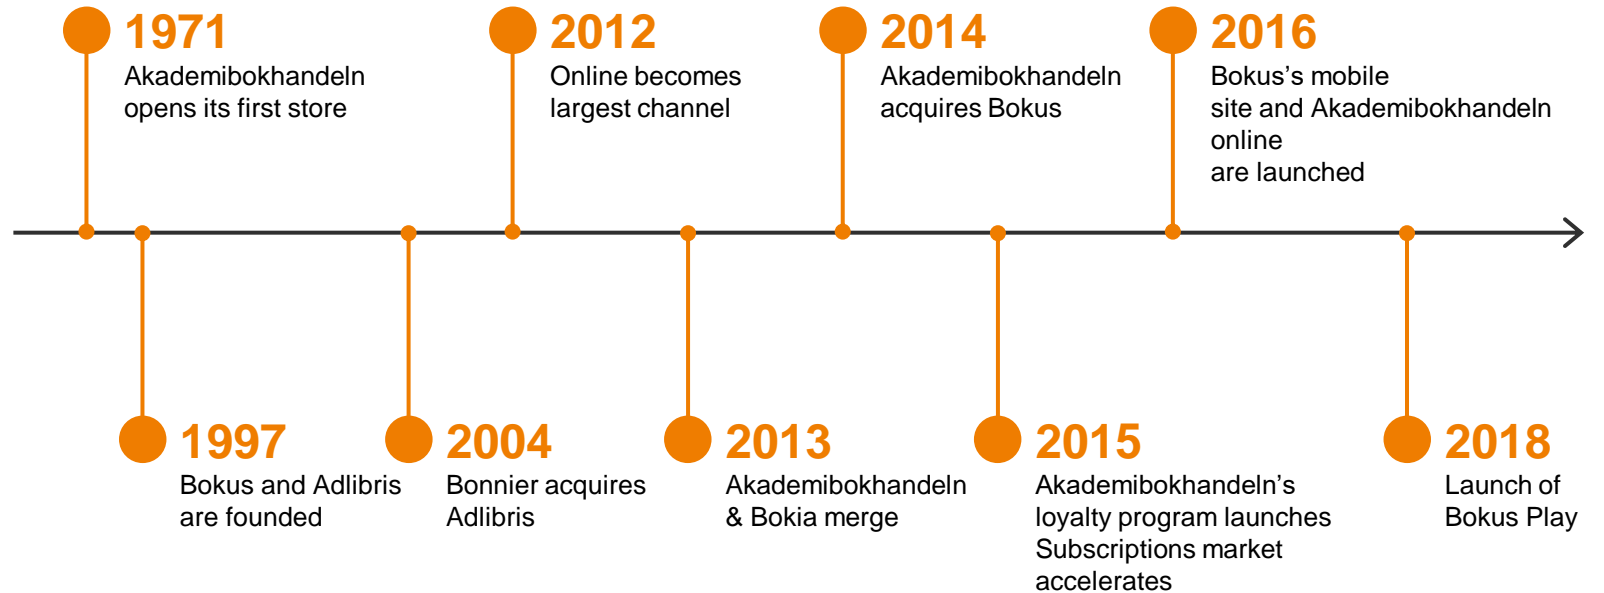 1971
Akademibokhandeln
opens its first store
2012
Online becomes
largest channel
2014
Akademibokhandeln
acquires Bokus
2016
Bokus’s mobile
site and Akademibokhandeln
online
are launched
1997
Bokus and Adlibris
are founded
2004
Bonnier acquires
Adlibris
2013
Akademibokhandeln
& Bokia merge
2015
Akademibokhandeln’s
loyalty program launches
Subscriptions market
accelerates
2018
Launch of
Bokus Play